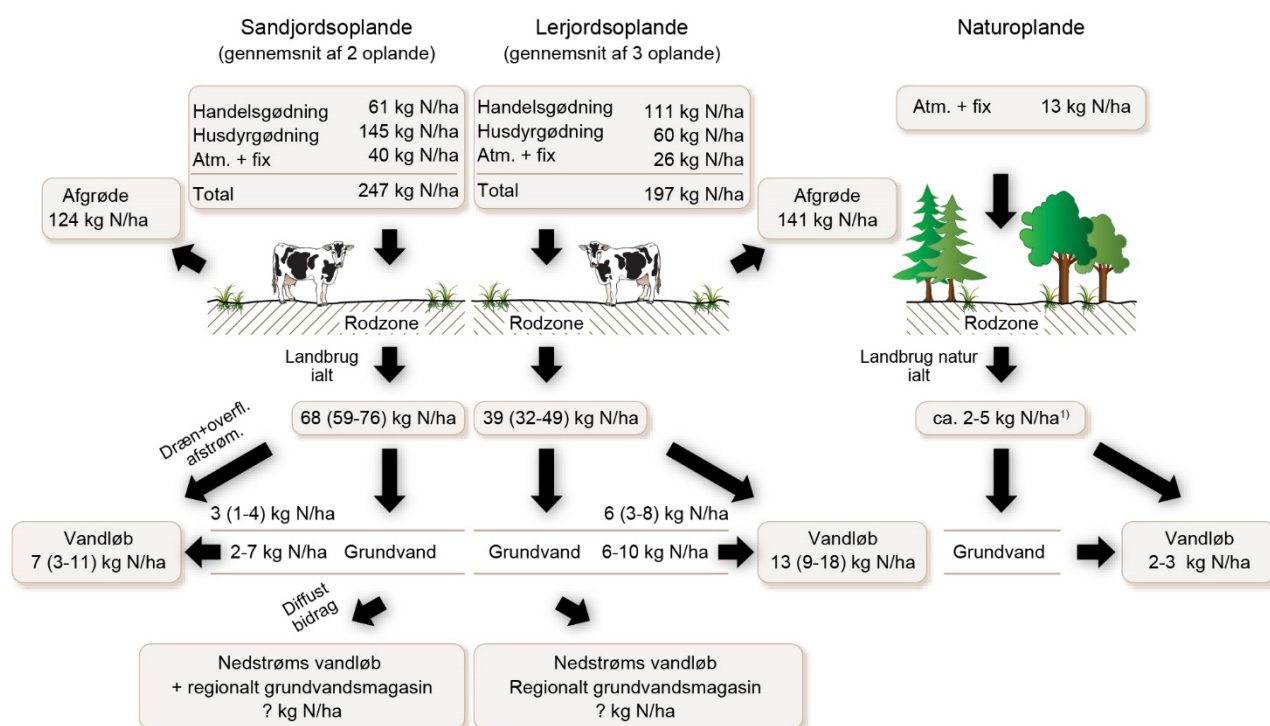 Sandjordsoplande
(gennemsnit af 2 oplande)
Lerjordsoplande
(gennemsnit af 3 oplande)
Naturoplande
Handelsgødning 61 kg N/ha
Husdyrgødning 145 kg N/ha
Atm. + fix 40 kg N/ha
Total 247 kg N/ha
Handelsgødning 111 kg N/ha
Husdyrgødning 60 kg N/ha
Atm. + fix 26 kg N/ha
Total 197 kg N/ha
Atm. + fix 13 kg N/ha
Afgrøde
124 kg N/ha
Afgrøde
141 kg N/ha
Rodzone
Rodzone
Rodzone
Landbrug
ialt
Landbrug natur
ialt
68 (59-76) kg N/ha
39 (32-49) kg N/ha
ca. 2-5 kg N/ha¹⁾
Dræn+overfl.
afstrøm.
3 (1-4) kg N/ha
6 (3-8) kg N/ha
Vandløb
7 (3-11) kg N/ha
2-7 kg N/ha
Grundvand
Grundvand
6-10 kg N/ha
Vandløb
13 (9-18) kg N/ha
Grundvand
Vandløb
2-3 kg N/ha
Diffust
bidrag
Nedstrøms vandløb
+ regionalt grundvandsmagasin
? kg N/ha
Nedstrøms vandløb
Regionalt grundvandsmagasin
? kg N/ha